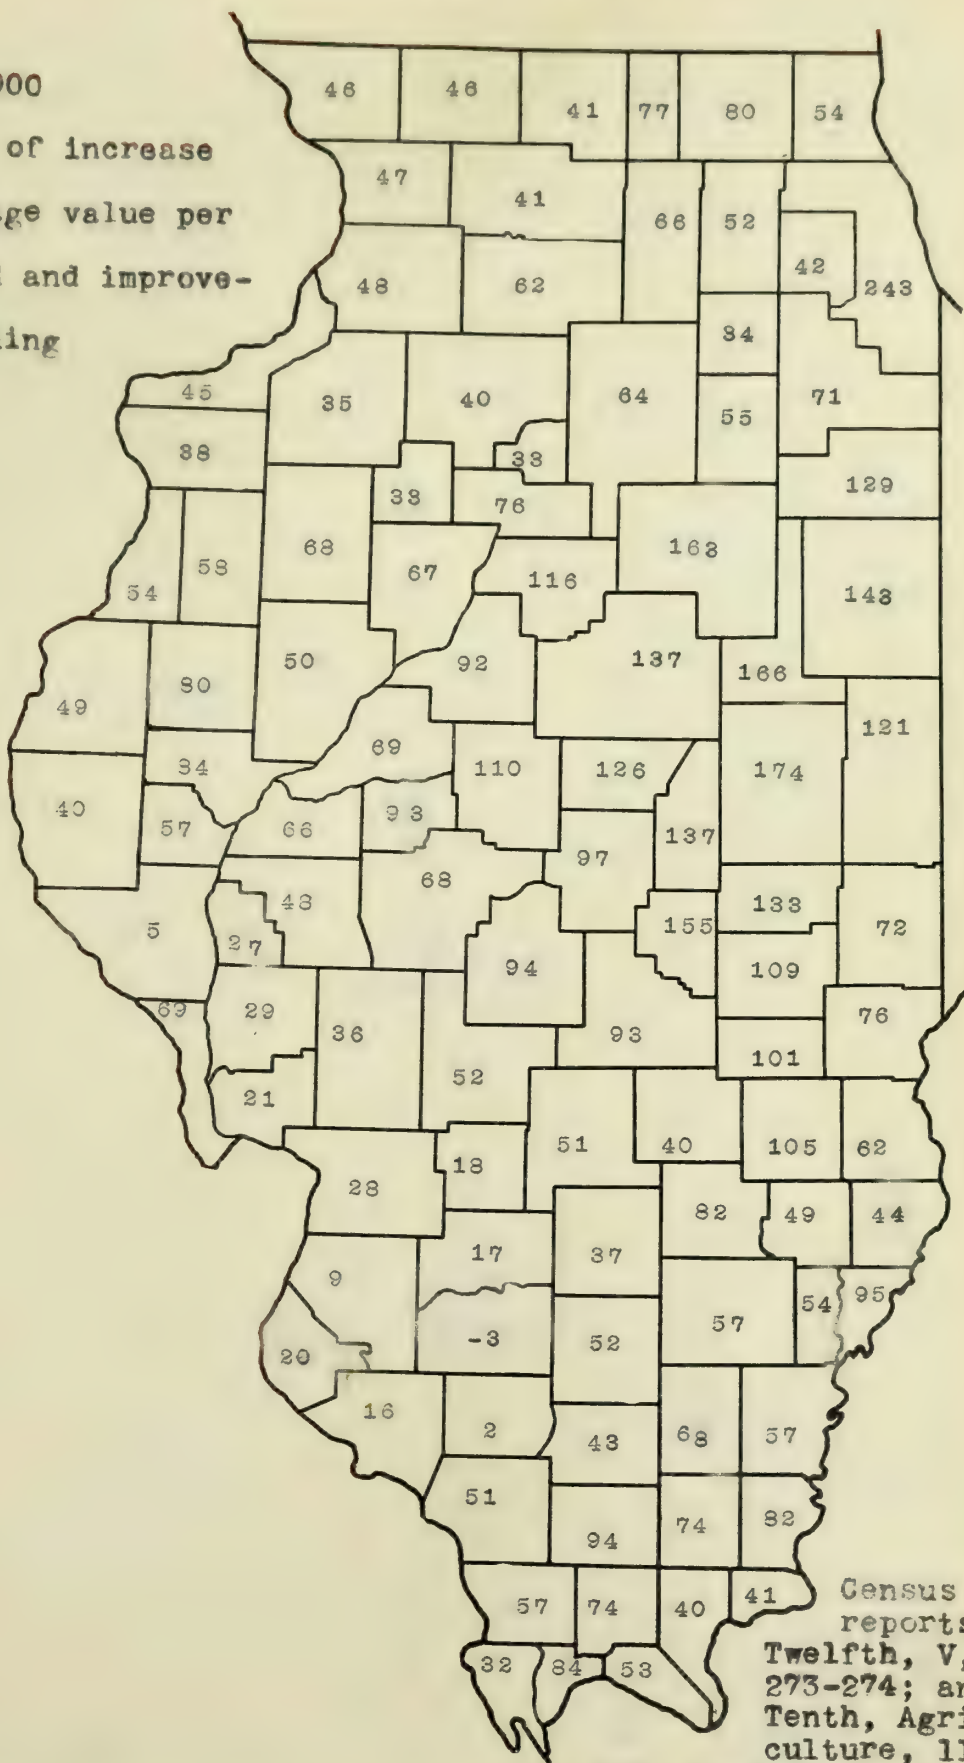 of increase
value per
and improve-
46 46 41 77 80 54
47 41 66 52
42 243
48 62
84
45 35 40 64 55 71
38 33
33 76 129
54 58 68 67 116 163 143
49 80 50 92 137 166
121
69 110 126 174
34
40 57 66 93 97 137
43 68 133
5 27 94 155 72
109
69 29 36 93 76
101
21 52
51 40 105 62
28 18
82 49 44
9 17 37
57 54 95
20 -3 52
16 2 43 68 57
51 94 74 82
57 74 40 41
32 84 53
Census
reports
Twelfth, V,
273-274;
Tenth, Agri
culture,